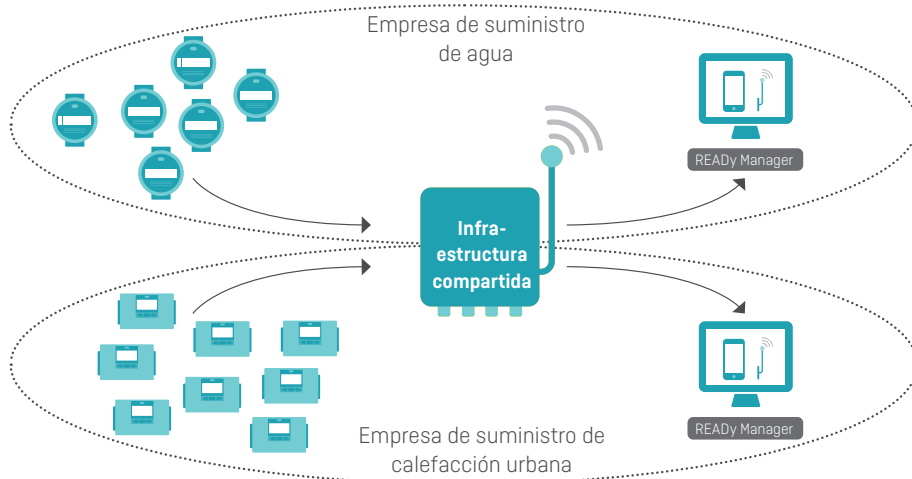 Empresa de suministro
de agua
READy Manager
Infra-
estructura
compartida
READy Manager
Empresa de suministro de
calefacción urbana